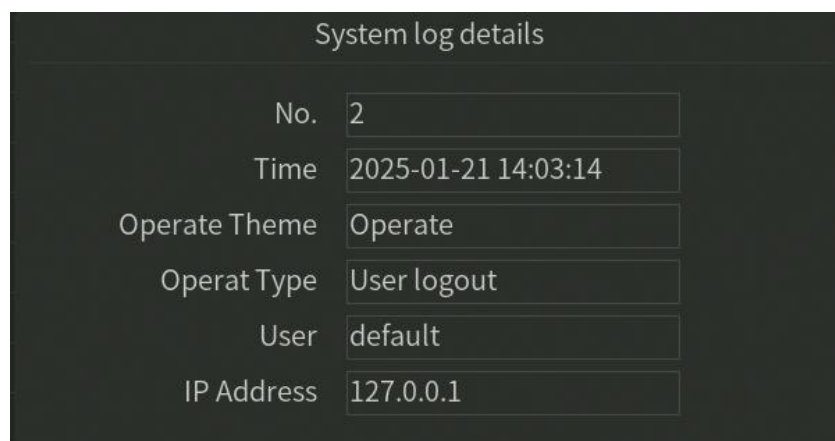 System log details
No. 2
Time 2025-01-21 14:03:14
Operate Theme Operate
Operat Type User logout
User default
IP Address 127.0.0.1